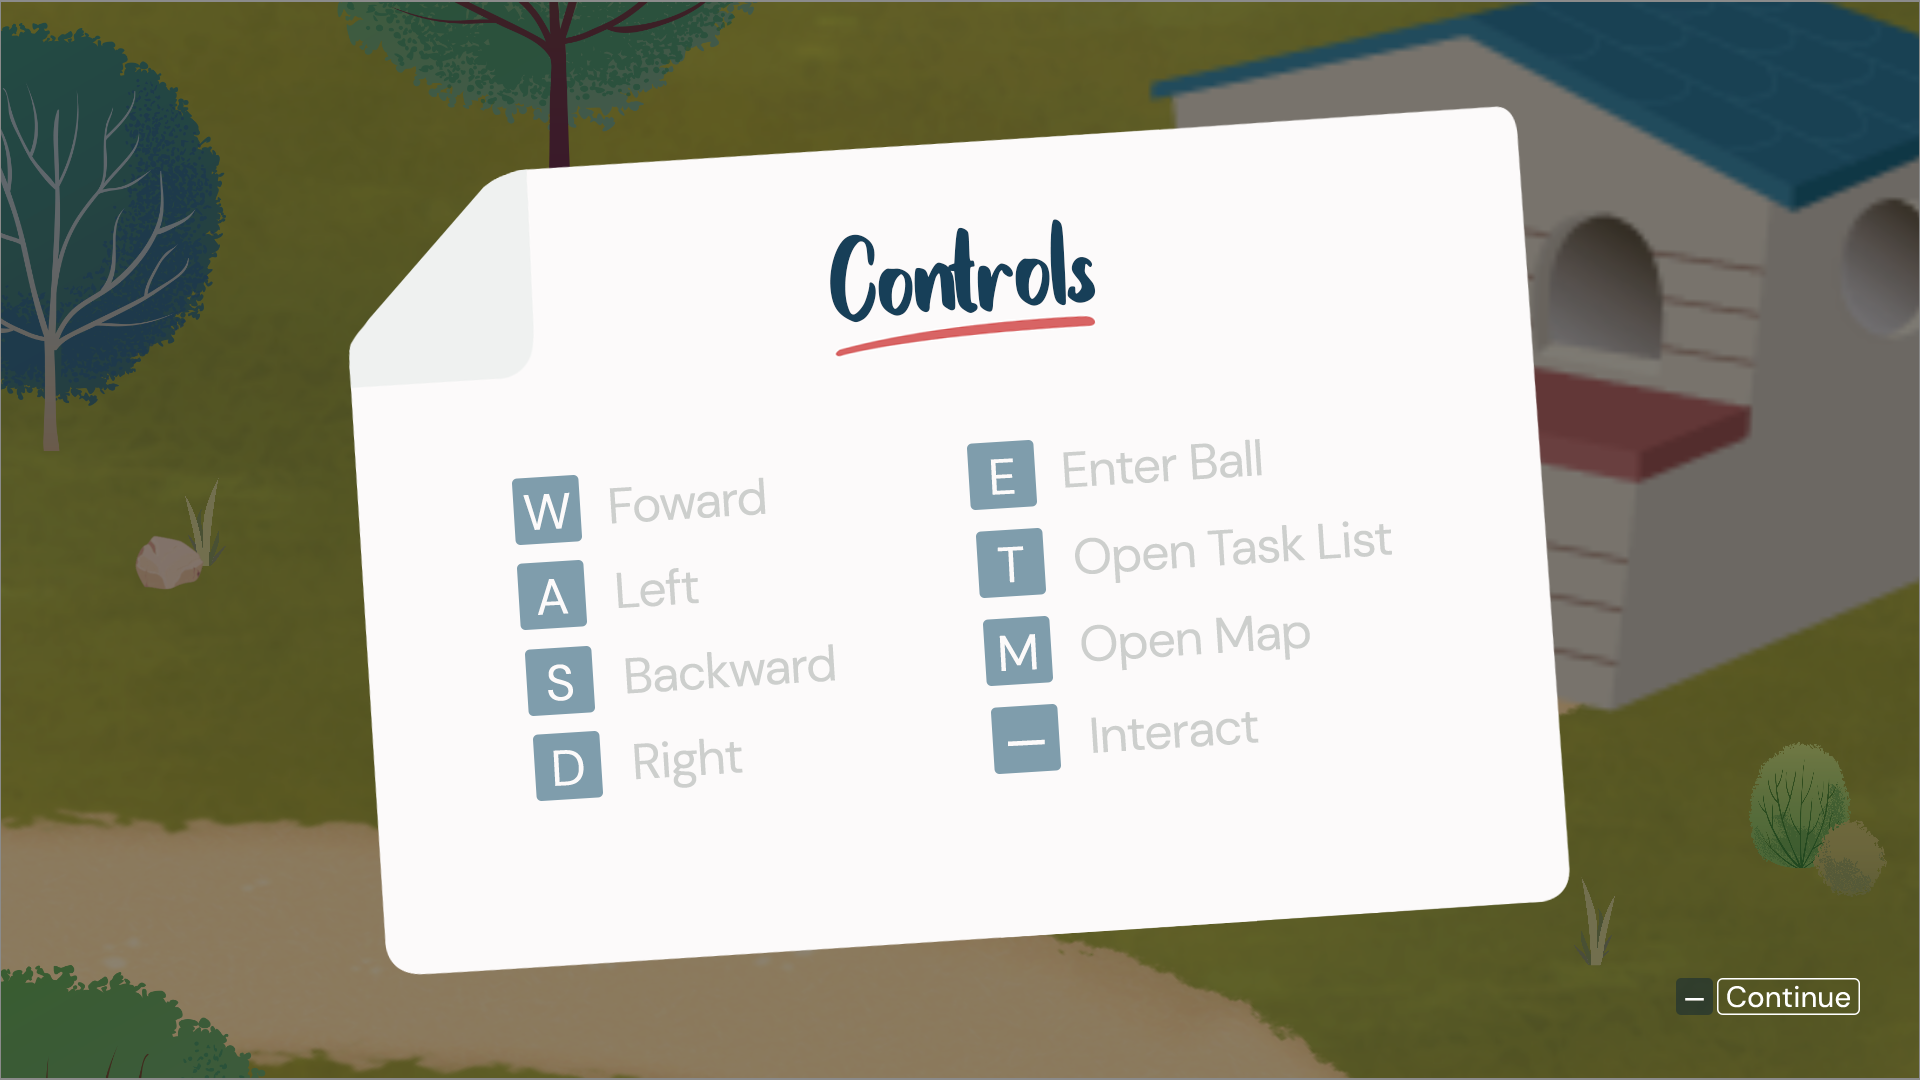 Controls
W Foward
A Left
S Backward
D Right
E Enter Ball
T Open Task List
M Open Map
— Interact
— Continue